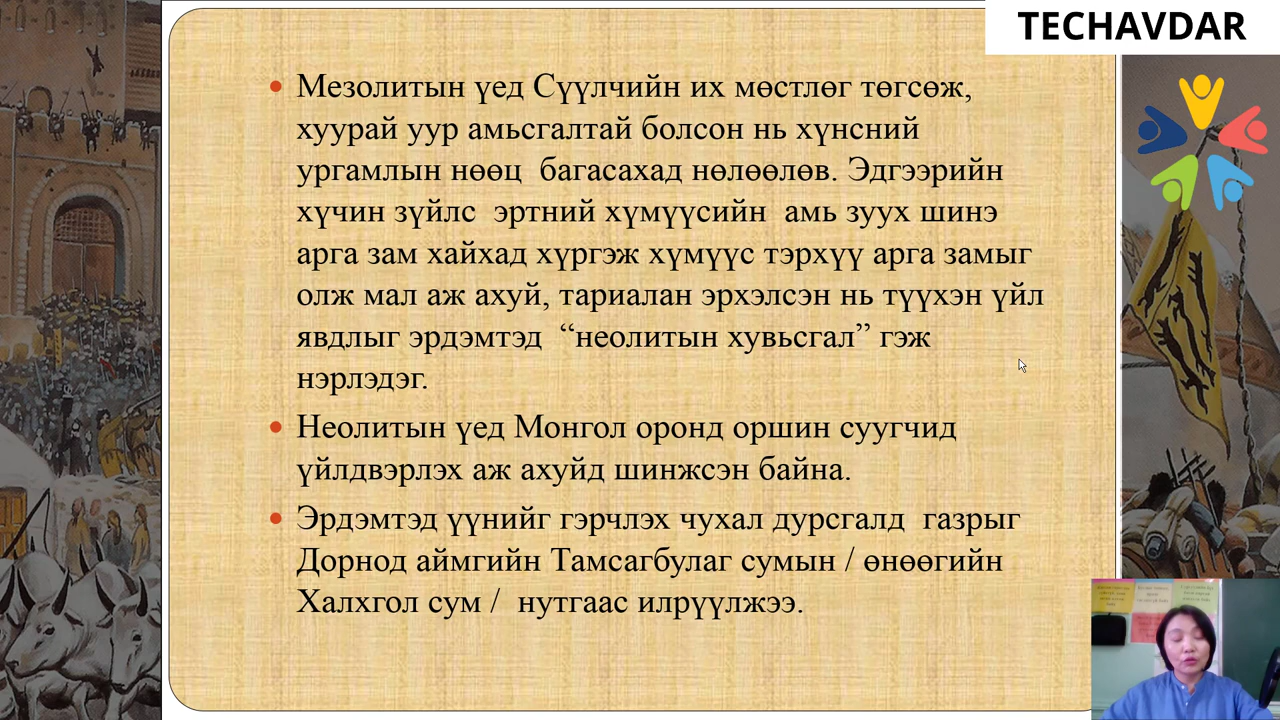 TECHAVDAR
Мезолитын үед Сүүлчийн их мөстлөг төгсөж,
хуурай уур амьсгалтай болсон нь хүнсний
ургамлын нөөц багасахад нөлөөлөв. Эдгээрийн
хүчин зүйлс эртний хүмүүсийн амь зуух шинэ
арга зам хайхад хүргэж хүмүүс тэрхүү арга замыг
олж мал аж ахуй, тариалан эрхэлсэн нь түүхэн үйл
явдлыг эрдэмтэд “неолитын хувьсгал” гэж
нэрлэдэг.
Неолитын үед Монгол оронд оршин суугчид
үйлдвэрлэх аж ахуйд шинжсэн байна.
Эрдэмтэд үүнийг гэрчлэх чухал дурсгалд газрыг
Дорнод аймгийн Тамсагбулаг сумын / өнөөгийн
Халхгол сум / нутгаас илрүүлжээ.